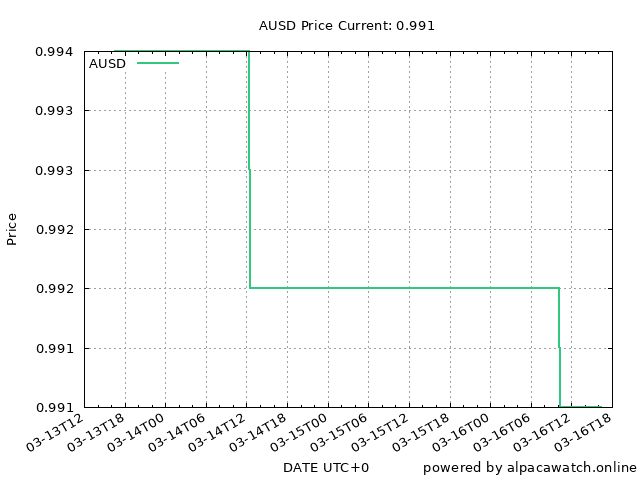 AUSD Price Current: 0.991
0.994
AUSD
0.993
0.993
0.992
Price
0.992
0.991
0.991
03-13T12
03-13T18
03-14T00
03-14T06
03-14T12
03-14T18
03-15T00
03-15T06
03-15T12
03-15T18
03-16T00
03-16T06
03-16T12
03-16T18
DATE UTC+0
powered by alpacawatch.online